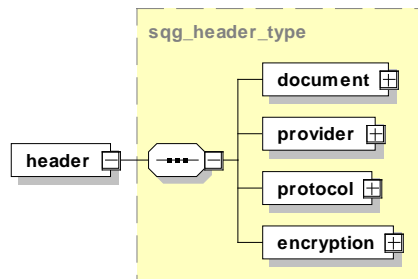 sqg_header_type
document
provider
header
protocol
encryption